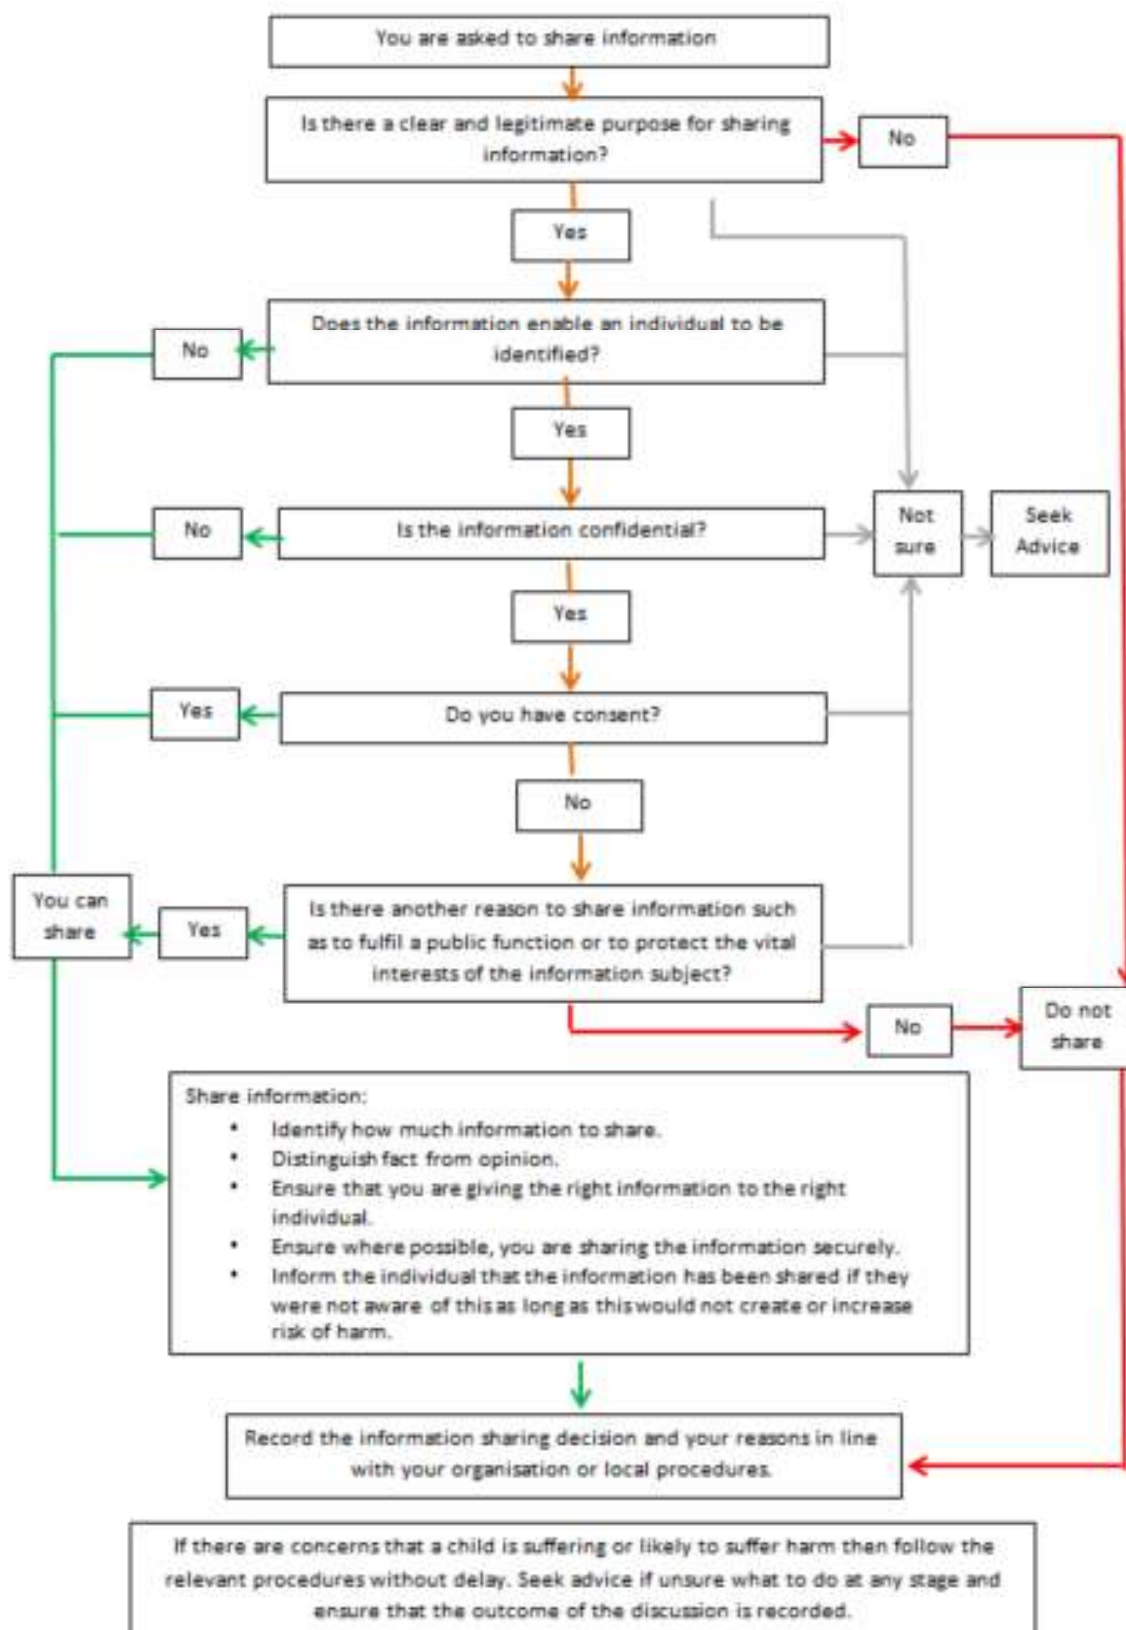 You are asked to share information
Is there a clear and legitimate purpose for sharing
information?
No
Yes
Does the information enable an individual to be
identified?
No
Yes
Is the information confidential?
No
Not
sure
Seek
Advice
Yes
Do you have consent?
Yes
No
Is there another reason to share information such
as to fulfil a public function or to protect the vital
interests of the information subject?
Yes
You can
share
No
Do not
share
Share information:
• Identify how much information to share.
• Distinguish fact from opinion.
• Ensure that you are giving the right information to the right
individual.
• Ensure where possible, you are sharing the information securely.
• Inform the individual that the information has been shared if they
were not aware of this as long as this would not create or increase
risk of harm.
Record the information sharing decision and your reasons in line
with your organisation or local procedures.
If there are concerns that a child is suffering or likely to suffer harm then follow the
relevant procedures without delay. Seek advice if unsure what to do at any stage and
ensure that the outcome of the discussion is recorded.